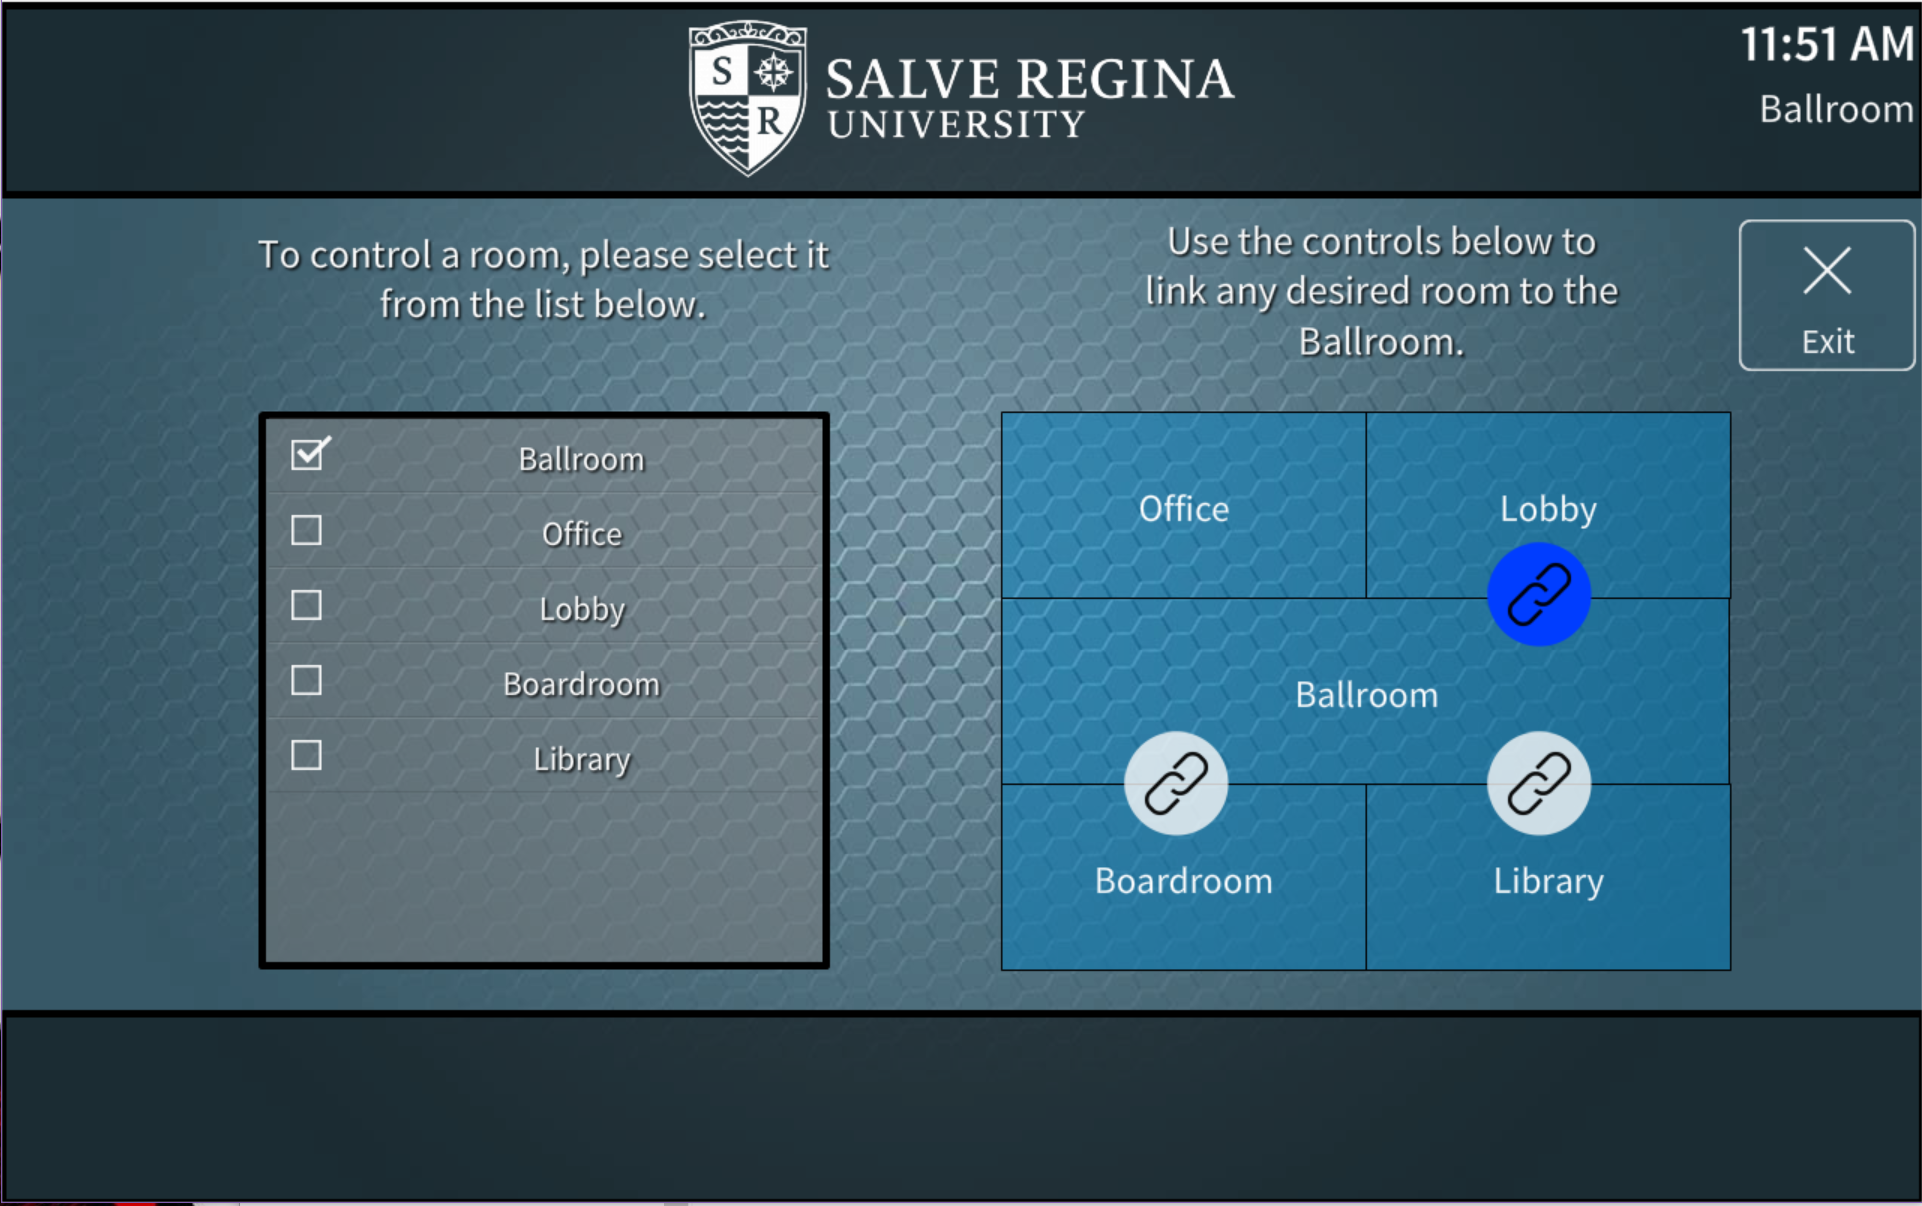 S
R
SALVE REGINA
UNIVERSITY
11:51 AM
Ballroom
To control a room, please select it
from the list below.
Use the controls below to
link any desired room to the
Ballroom.
Exit
Ballroom
Office
Lobby
Boardroom
Library
Office
Lobby
Ballroom
Boardroom
Library